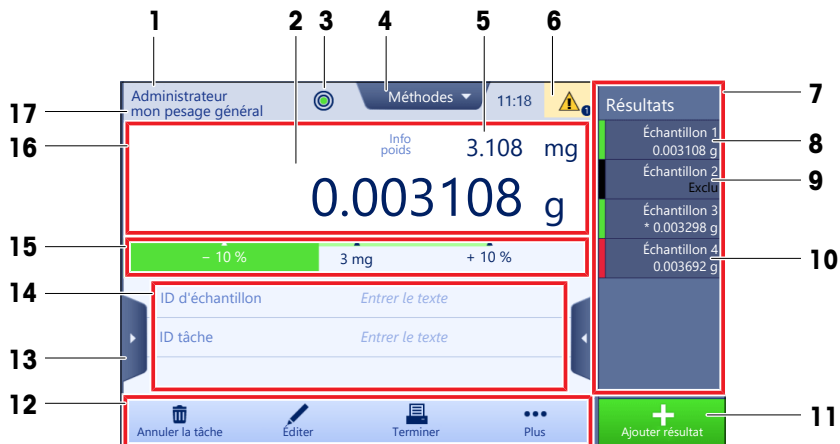 1 2 3 4 5 6
Administrateur
mon pesage général
Méthodes
11:18
1
17
16
Info
poids
3.108 mg
0.003108 g
15
– 10 %
3 mg
+ 10 %
14
ID d'échantillon
Entrer le texte
ID tâche
Entrer le texte
13
12
Annuler la tâche
Éditer
Terminer
Plus
Résultats
7
Échantillon 1
0.003108 g
8
Échantillon 2
Exclu
9
Échantillon 3
* 0.003298 g
Échantillon 4
0.003692 g
10
Ajouter résultat
11